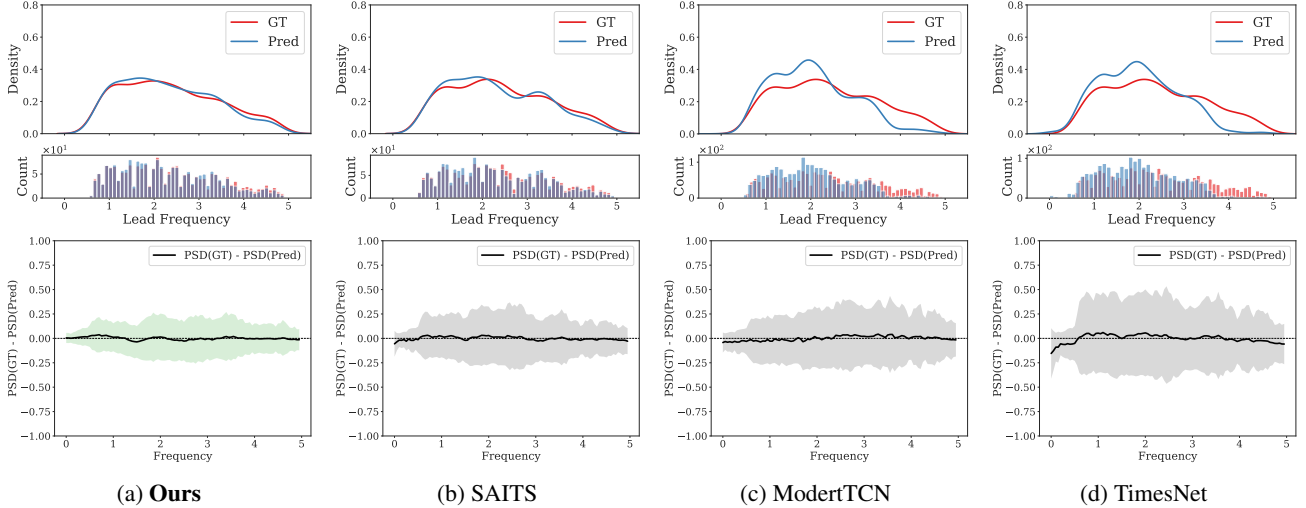 0.8
0.6
0.4
0.2
0.0
Density
GT
Pred
×10¹
5
0
Count
0 1 2 3 4 5
Lead Frequency
1.00
0.75
0.50
0.25
0.00
−0.25
−0.50
−0.75
−1.00
PSD(GT) - PSD(Pred)
PSD(GT) - PSD(Pred)
0 1 2 3 4 5
Frequency
(a) Ours
0.8
0.6
0.4
0.2
0.0
Density
GT
Pred
×10¹
5
0
Count
0 1 2 3 4 5
Lead Frequency
1.00
0.75
0.50
0.25
0.00
−0.25
−0.50
−0.75
−1.00
PSD(GT) - PSD(Pred)
PSD(GT) - PSD(Pred)
0 1 2 3 4 5
Frequency
(b) SAITS
0.8
0.6
0.4
0.2
0.0
Density
GT
Pred
×10²
1
0
Count
0 1 2 3 4 5
Lead Frequency
1.00
0.75
0.50
0.25
0.00
−0.25
−0.50
−0.75
−1.00
PSD(GT) - PSD(Pred)
PSD(GT) - PSD(Pred)
0 1 2 3 4 5
Frequency
(c) ModertTCN
0.8
0.6
0.4
0.2
0.0
Density
GT
Pred
×10²
1
0
Count
0 1 2 3 4 5
Lead Frequency
1.00
0.75
0.50
0.25
0.00
−0.25
−0.50
−0.75
−1.00
PSD(GT) - PSD(Pred)
PSD(GT) - PSD(Pred)
0 1 2 3 4 5
Frequency
(d) TimesNet